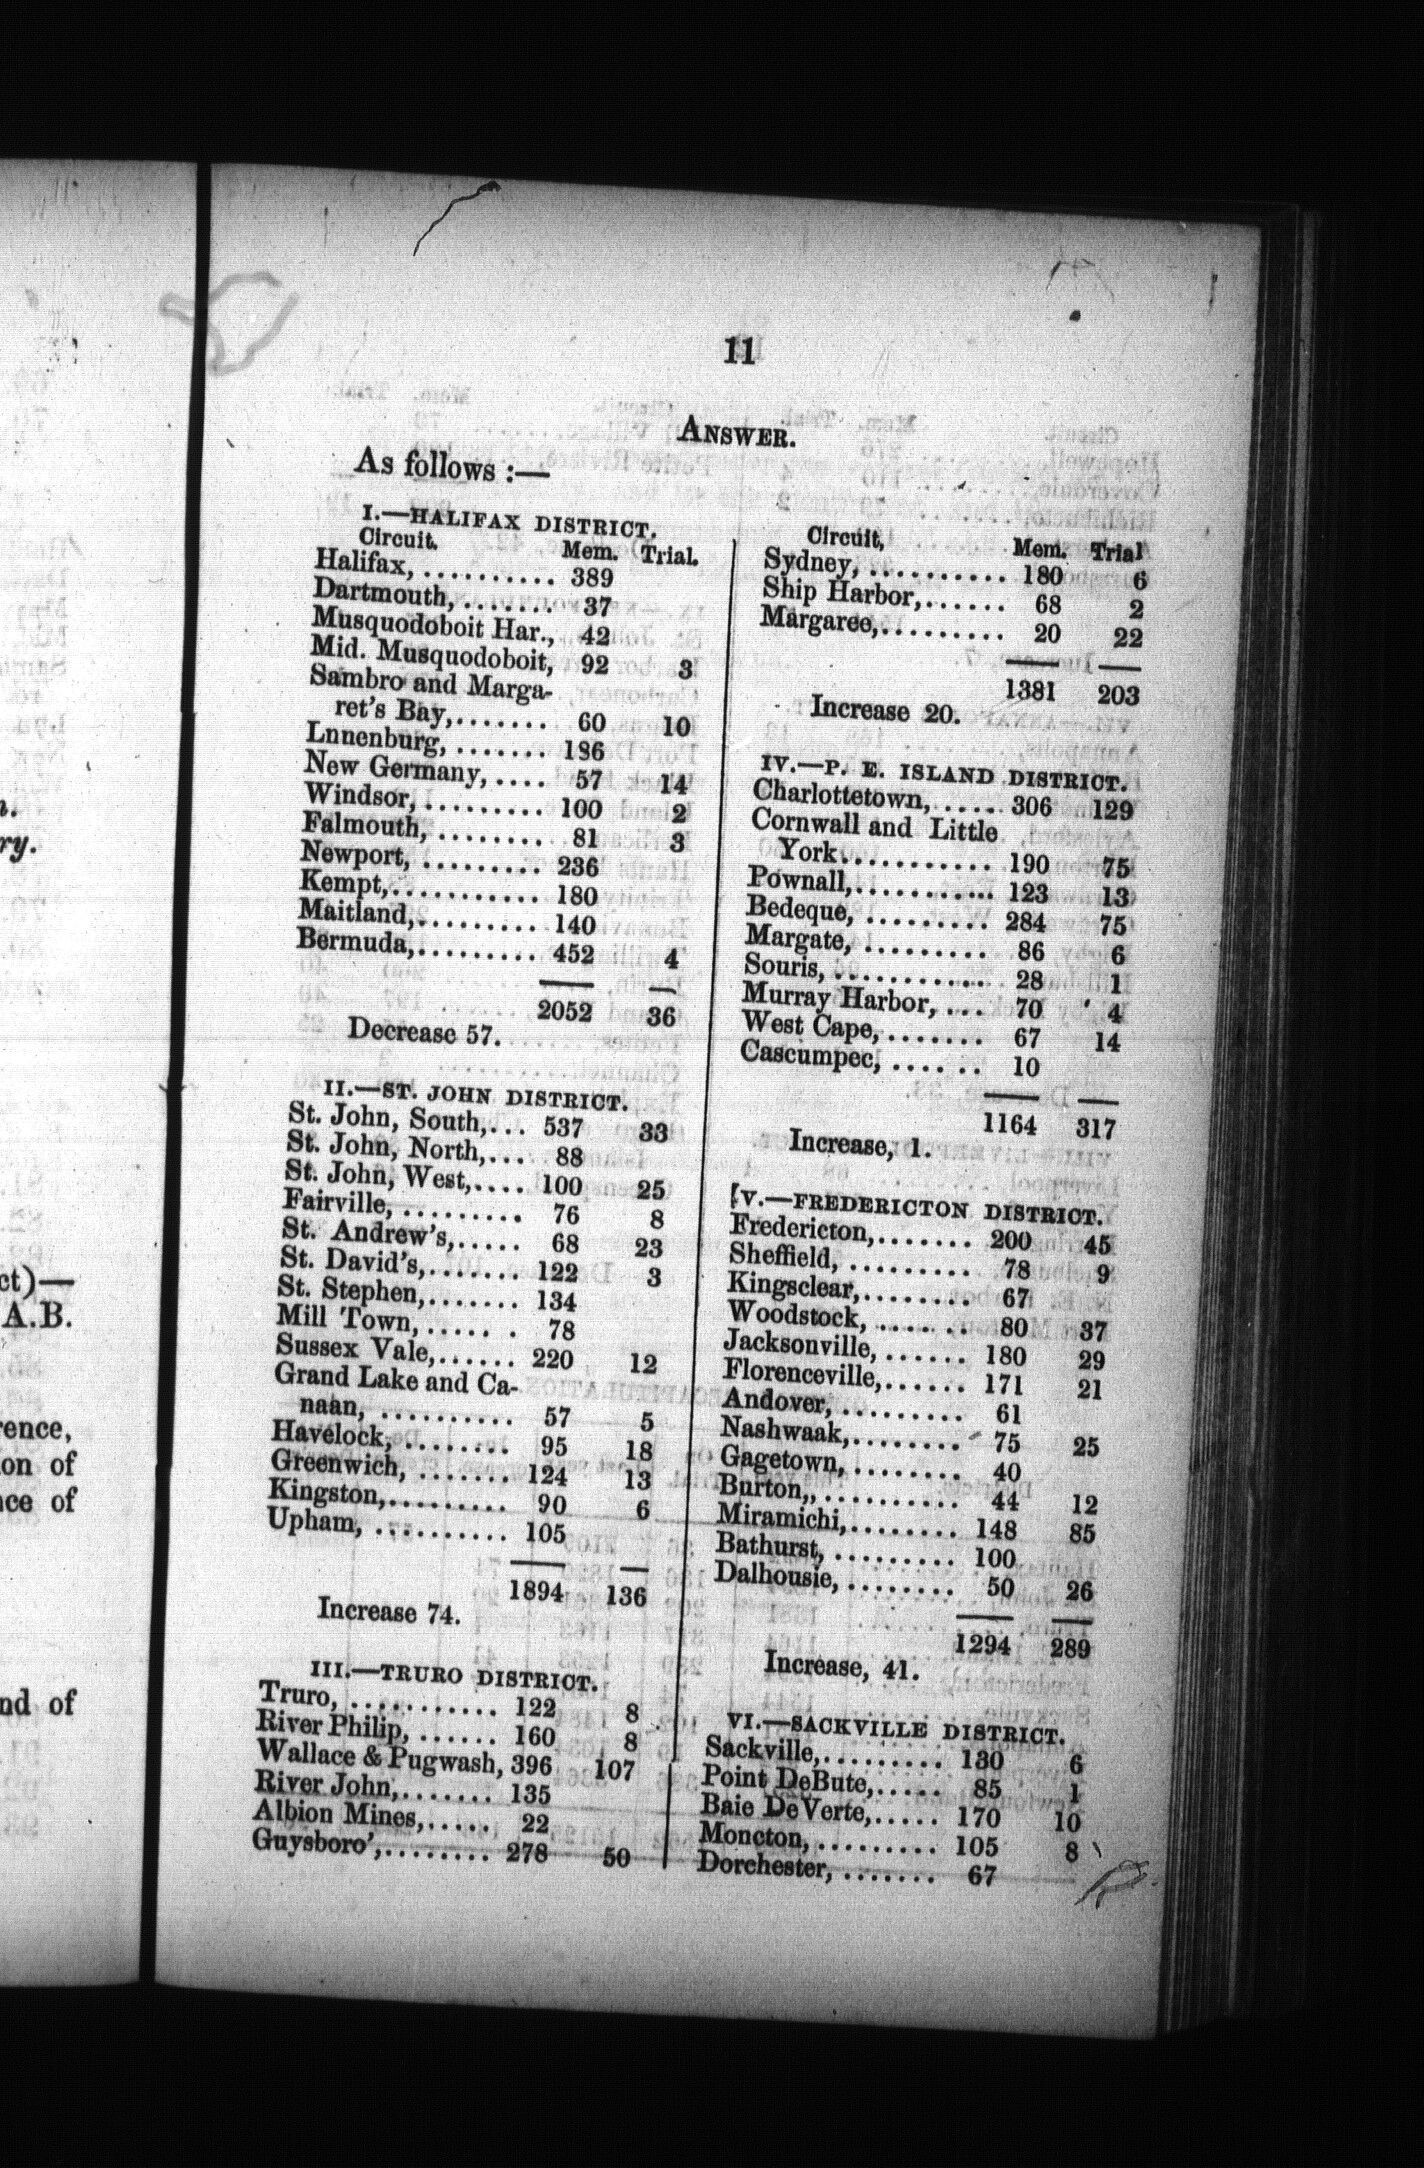 11
ANSWER.
As follows :—
I.—HALIFAX DISTRICT.
Circuit. Mem. Trial.
Halifax, .......... 389
Dartmouth, ....... 37
Musquodoboit Har., 42
Mid. Musquodoboit, 92 3
Sambro and Marga-
ret's Bay, ....... 60 10
Lnnenburg, ....... 186
New Germany, .... 57 14
Windsor, ......... 100 2
Falmouth, ........ 81 3
Newport, ......... 236
Kempt, ........... 180
Maitland, ......... 140
Bermuda, ......... 452 4
2052 36
Decrease 57.
II.—ST. JOHN DISTRICT.
St. John, South, ... 537 33
St. John, North, ... 88
St. John, West, .... 100 25
Fairville, ......... 76 8
St. Andrew's, ..... 68 23
St. David's, ....... 122 3
St. Stephen, ....... 134
Mill Town, ...... . 78
Sussex Vale, ...... 220 12
Grand Lake and Ca-
naan, .......... 57 5
Havelock, ........ 95 18
Greenwich, ....... 124 13
Kingston, ......... 90 6
Upham, .......... 105
1894 136
Increase 74.
III.—TRURO DISTRICT.
Truro, ........... 122 8
River Philip, ...... 160 8
Wallace & Pugwash, 396 107
River John, ....... 135
Albion Mines, ..... 22
Guysboro', ........ 278 50
Circuit, Mem. Trial
Sydney, .......... 180 6
Ship Harbor, ...... 68 2
Margaree, ......... 20 22
1381 203
Increase 20.
IV.—P. E. ISLAND DISTRICT.
Charlottetown, ..... 306 129
Cornwall and Little
York ........... 190 75
Pownall, .......... 123 13
Bedeque, ......... 284 75
Margate, ......... 86 6
Souris, ........... 28 1
Murray Harbor, ... 70 4
West Cape, ....... 67 14
Cascumpec, ...... 10
1164 317
Increase, 1.
V.—FREDERICTON DISTRICT.
Fredericton, ....... 200 45
Sheffield, ......... 78 9
Kingsclear, ........ 67
Woodstock, ....... 80 37
Jacksonville, ...... 180 29
Florenceville, ...... 171 21
Andover, ......... 61
Nashwaak, ........ 75 25
Gagetown, ........ 40
Burton,, .......... 44 12
Miramichi, ........ 148 85
Bathurst, ......... 100
Dalhousie, ........ 50 26
1294 289
Increase, 41.
VI.—SACKVILLE DISTRICT.
Sackville, ......... 130 6
Point DeBute, ..... 85 1
Baie DeVerte, ..... 170 10
Moncton, ......... 105 8
Dorchester, ....... 67
ry.
ct)—
A.B.
rence,
ion of
nce of
nd of